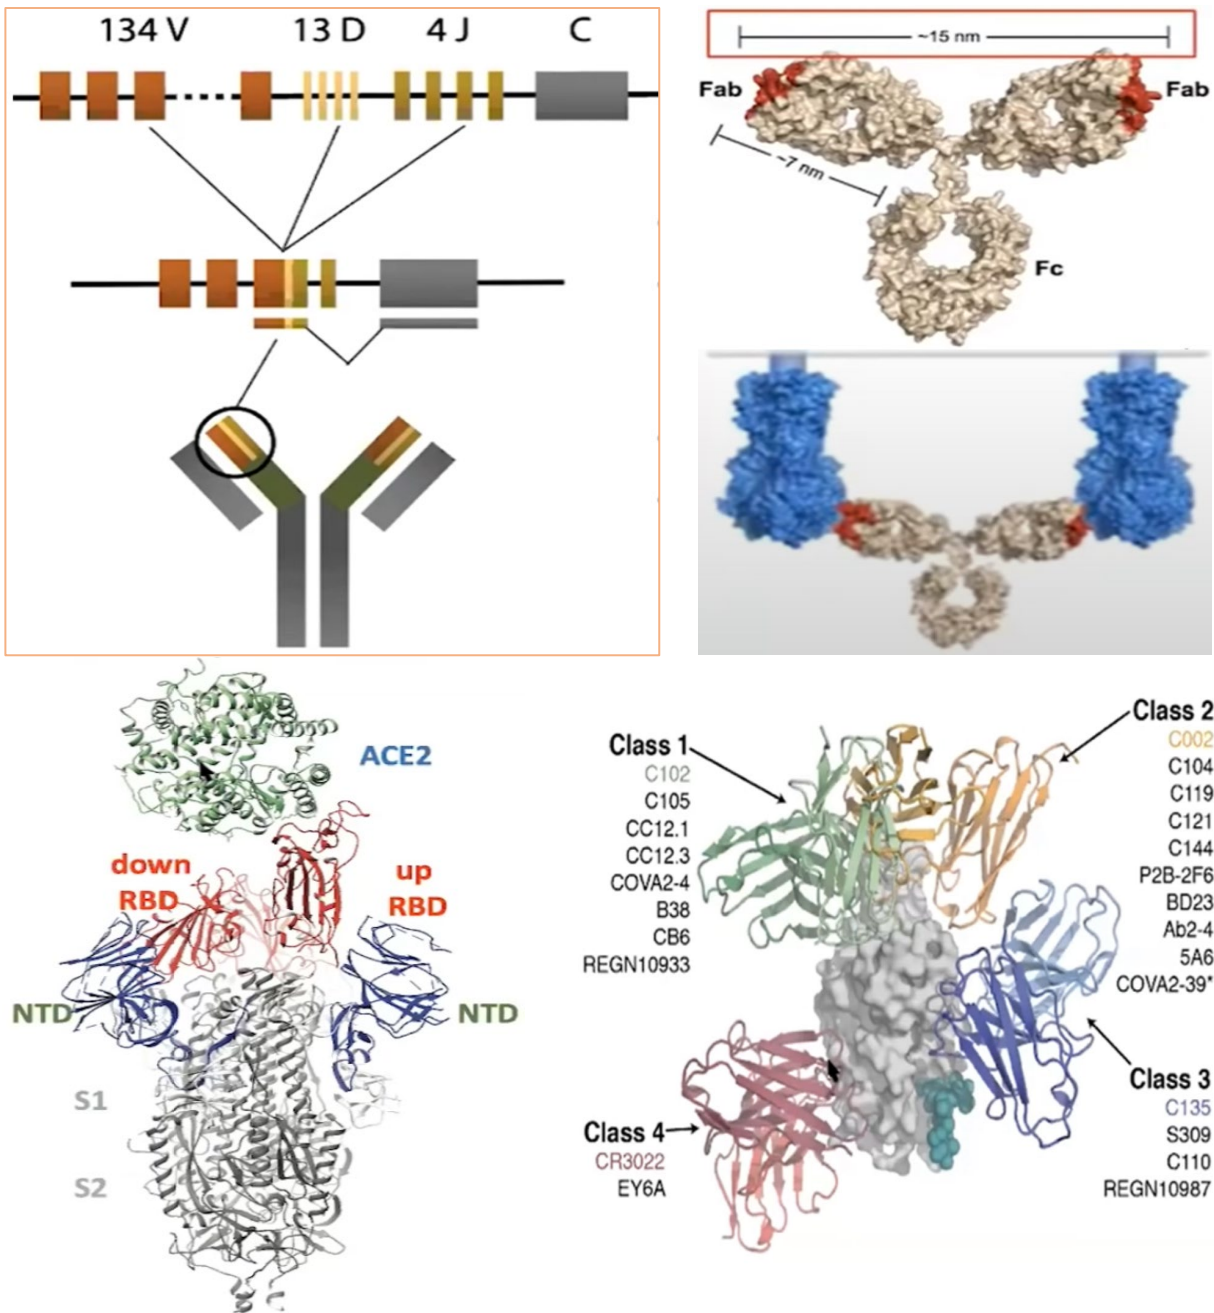 134 V 13 D 4 J C
~15 nm
Fab Fab
~7 nm
Fc
ACE2
down
RBD
up
RBD
NTD NTD
S1
S2
Class 1
C102
C105
CC12.1
CC12.3
COVA2-4
B38
CB6
REGN10933
Class 2
C002
C104
C119
C121
C144
P2B-2F6
BD23
Ab2-4
5A6
COVA2-39*
Class 3
C135
S309
C110
REGN10987
Class 4
CR3022
EY6A